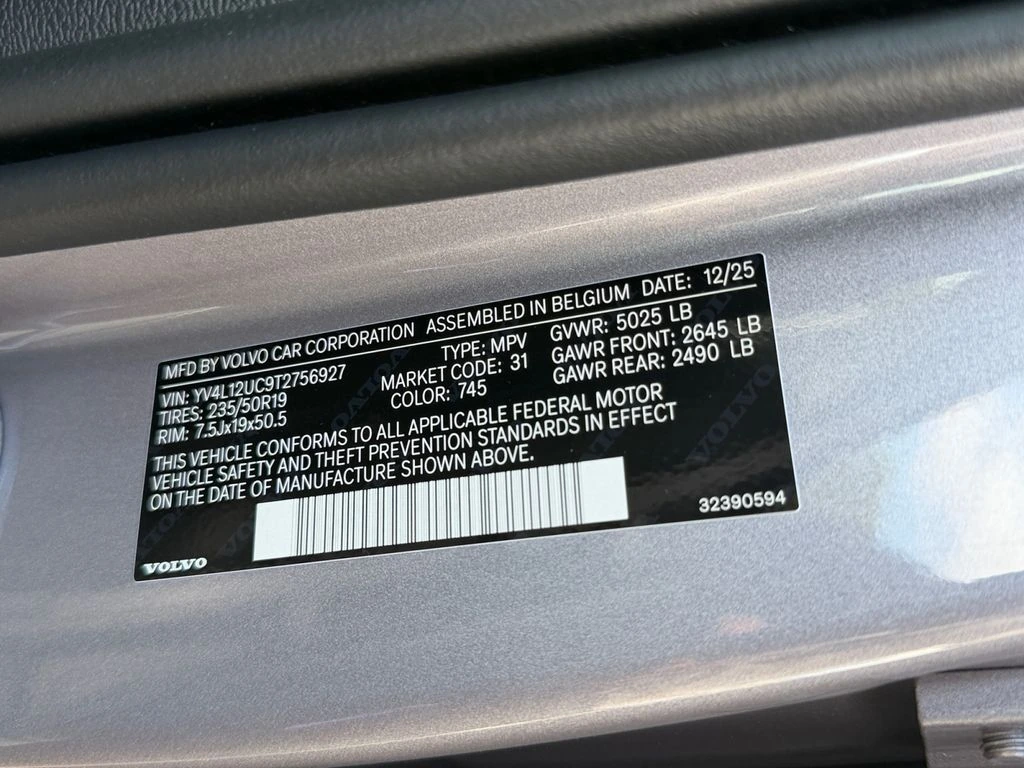 MFD BY VOLVO CAR CORPORATION ASSEMBLED IN BELGIUM DATE: 12/25
VIN: YV4L12UC9T2756927 TYPE: MPV GVWR: 5025 LB
TIRES: 235/50R19 MARKET CODE: 31 GAWR FRONT: 2645 LB
RIM: 7.5Jx19x50.5 COLOR: 745 GAWR REAR: 2490 LB
THIS VEHICLE CONFORMS TO ALL APPLICABLE FEDERAL MOTOR
VEHICLE SAFETY AND THEFT PREVENTION STANDARDS IN EFFECT
ON THE DATE OF MANUFACTURE SHOWN ABOVE.
32390594
VOLVO